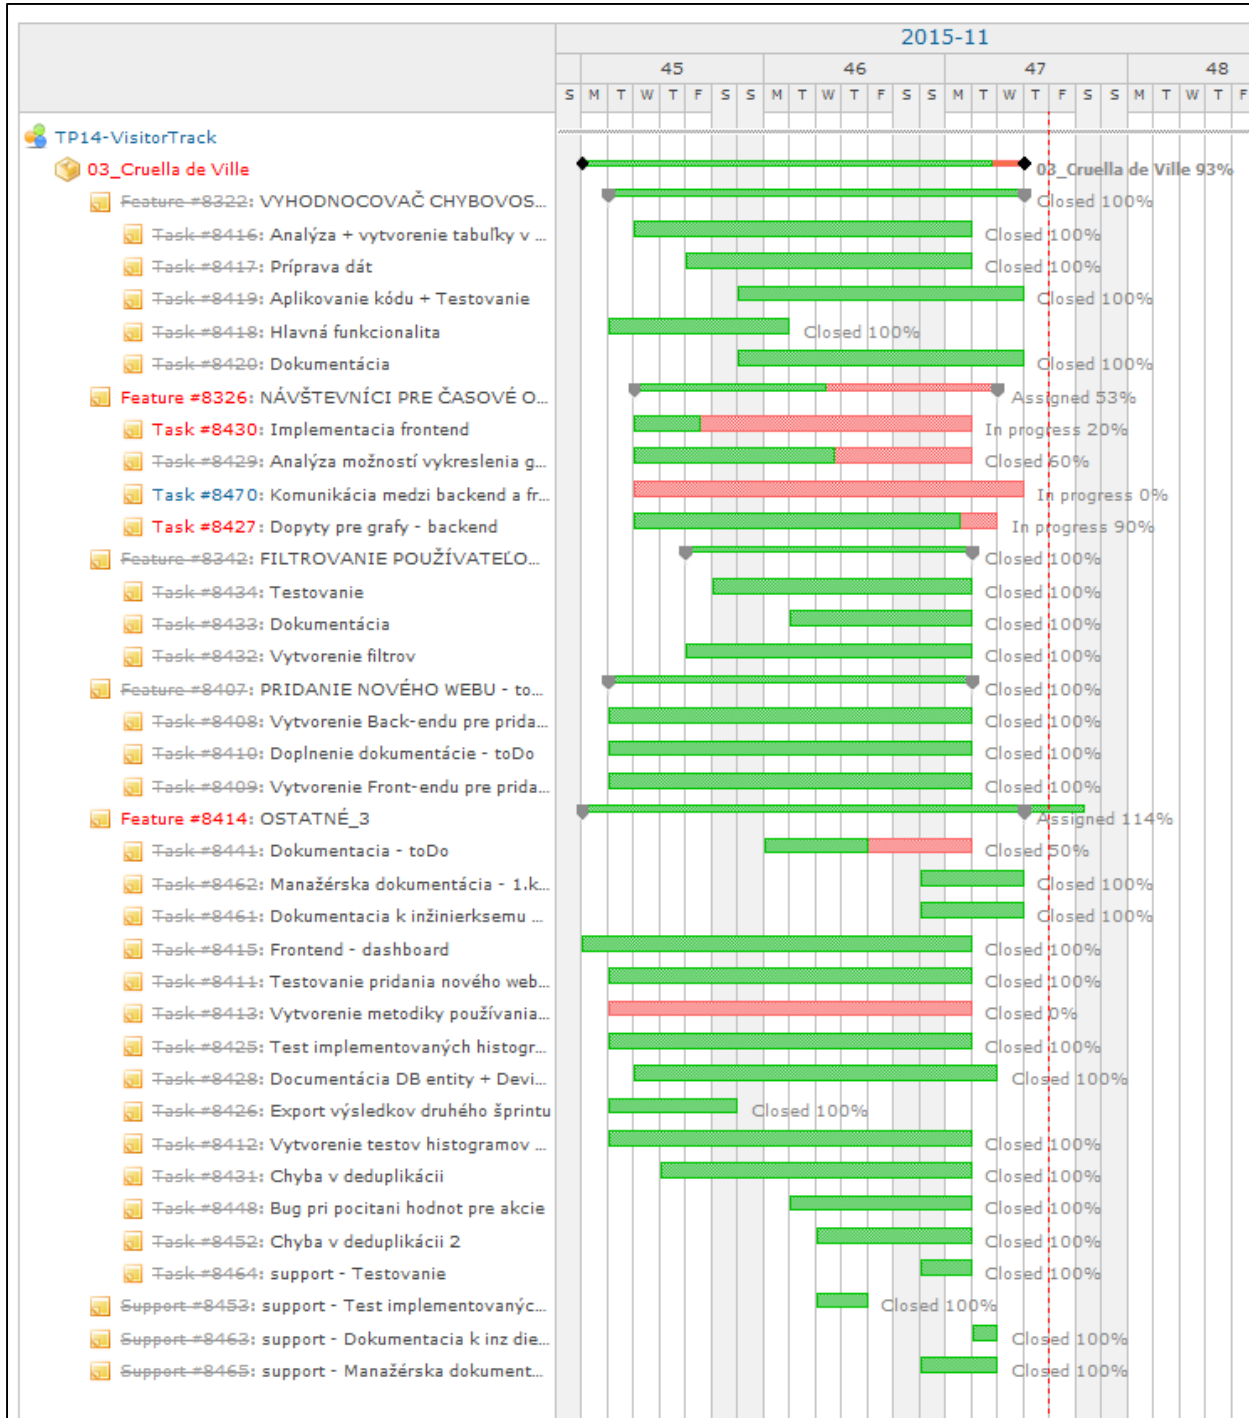 2015-11
45 46 47 48
S M T W T F S S M T W T F S S M T W T F S S M T W T F
TP14-VisitorTrack
03_Cruella de Ville 03_Cruella de Ville 93%
Feature #8322: VYHODNOCOVAČ CHYBOVOS... Closed 100%
Task #8416: Analýza + vytvorenie tabuľky v ... Closed 100%
Task #8417: Príprava dát Closed 100%
Task #8419: Aplikovanie kódu + Testovanie Closed 100%
Task #8418: Hlavná funkcionalita Closed 100%
Task #8420: Dokumentácia Closed 100%
Feature #8326: NÁVŠTEVNÍCI PRE ČASOVÉ O... Assigned 53%
Task #8430: Implementacia frontend In progress 20%
Task #8429: Analýza možností vykreslenia g... Closed 60%
Task #8470: Komunikácia medzi backend a fr... In progress 0%
Task #8427: Dopyty pre grafy - backend In progress 90%
Feature #8342: FILTROVANIE POUŽÍVATEĽO... Closed 100%
Task #8434: Testovanie Closed 100%
Task #8433: Dokumentácia Closed 100%
Task #8432: Vytvorenie filtrov Closed 100%
Feature #8407: PRIDANIE NOVÉHO WEBU - to... Closed 100%
Task #8408: Vytvorenie Back-endu pre prida... Closed 100%
Task #8410: Doplnenie dokumentácie - toDo Closed 100%
Task #8409: Vytvorenie Front-endu pre prida... Closed 100%
Feature #8414: OSTATNÉ_3 Assigned 114%
Task #8441: Dokumentacia - toDo Closed 50%
Task #8462: Manažérska dokumentácia - 1.k... Closed 100%
Task #8461: Dokumentacia k inžinierksemu ... Closed 100%
Task #8415: Frontend - dashboard Closed 100%
Task #8411: Testovanie pridania nového web... Closed 100%
Task #8413: Vytvorenie metodiky používania... Closed 0%
Task #8425: Test implementovaných histogr... Closed 100%
Task #8428: Documentácia DB entity + Devi... Closed 100%
Task #8426: Export výsledkov druhého šprintu Closed 100%
Task #8412: Vytvorenie testov histogramov ... Closed 100%
Task #8431: Chyba v deduplikácii Closed 100%
Task #8448: Bug pri pocitani hodnot pre akcie Closed 100%
Task #8452: Chyba v deduplikácii 2 Closed 100%
Task #8464: support - Testovanie Closed 100%
Support #8453: support - Test implementovanýc... Closed 100%
Support #8463: support - Dokumentacia k inz die... Closed 100%
Support #8465: support - Manažérska dokument... Closed 100%